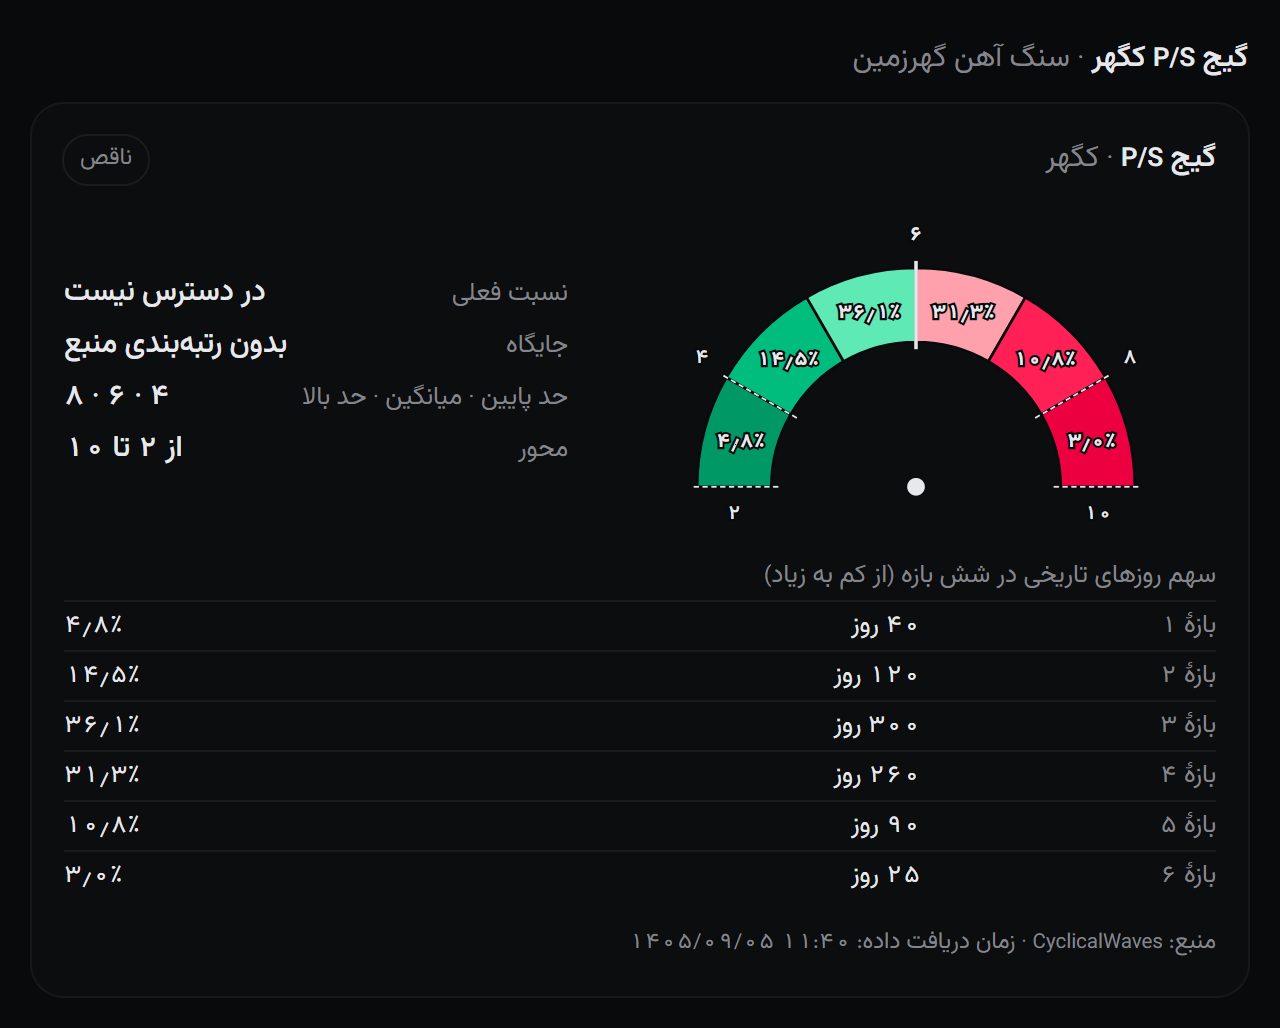 گیج P/S کگهر · سنگ آهن گهرزمین
گیج P/S · کگهر
ناقص
۶
۳۶٫۱٪
۳۱٫۳٪
۱۴٫۵٪
۱۰٫۸٪
۴
۸
۴٫۸٪
۳٫۰٪
۲
۱۰
نسبت فعلی در دسترس نیست
جایگاه بدون رتبه‌بندی منبع
حد پایین · میانگین · حد بالا ۴ · ۶ · ۸
محور از ۲ تا ۱۰
سهم روزهای تاریخی در شش بازه (از کم به زیاد)
بازهٔ ۱ ۴۰ روز ۴٫۸٪
بازهٔ ۲ ۱۲۰ روز ۱۴٫۵٪
بازهٔ ۳ ۳۰۰ روز ۳۶٫۱٪
بازهٔ ۴ ۲۶۰ روز ۳۱٫۳٪
بازهٔ ۵ ۹۰ روز ۱۰٫۸٪
بازهٔ ۶ ۲۵ روز ۳٫۰٪
منبع: CyclicalWaves · زمان دریافت داده: ۱۴۰۵/۰۹/۰۵ ۱۱:۴۰